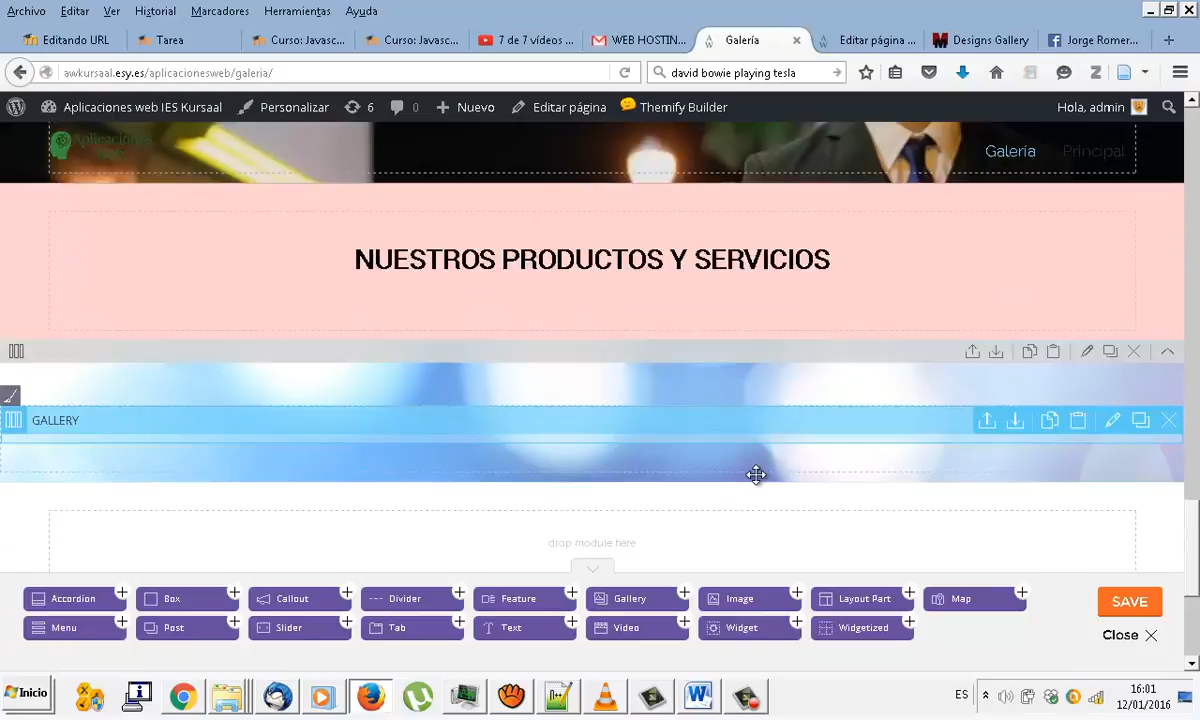 Archivo Editar Ver Historial Marcadores Herramientas Ayuda
Editando URL Tarea Curso: Javasc... Curso: Javasc... 7 de 7 vídeos ... WEB HOSTIN... Galería Editar página ... Designs Gallery Jorge Romer...
awkursaal.esy.es/aplicacionesweb/galeria/ david bowie playing tesla
Aplicaciones web IES Kursaal Personalizar 6 0 Nuevo Editar página Themify Builder Hola, admin
Aplicaciones
Web
Galería Principal
NUESTROS PRODUCTOS Y SERVICIOS
GALLERY
drop module here
Accordion Box Callout Divider Feature Gallery Image Layout Part Map
SAVE
Menu Post Slider Tab Text Video Widget Widgetized
Close
Inicio ES 16:01
12/01/2016